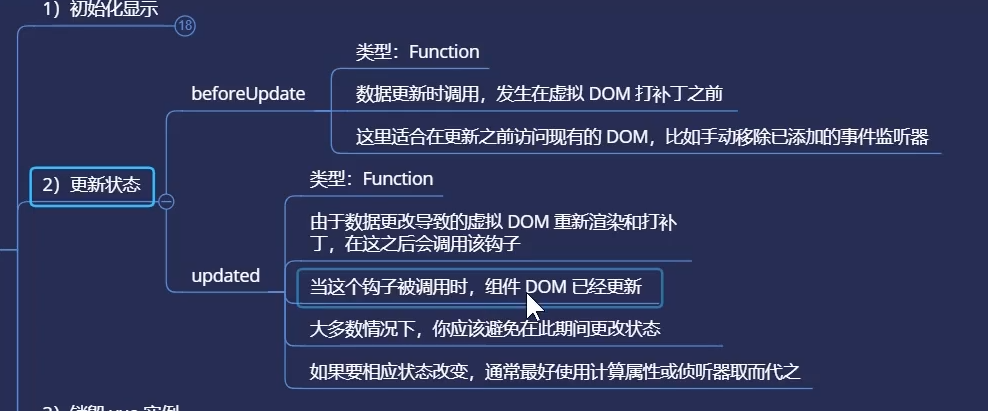 1）初始化显示
18
类型：Function
beforeUpdate
数据更新时调用，发生在虚拟 DOM 打补丁之前
这里适合在更新之前访问现有的 DOM，比如手动移除已添加的事件监听器
2）更新状态
类型：Function
由于数据更改导致的虚拟 DOM 重新渲染和打补
丁，在这之后会调用该钩子
updated
当这个钩子被调用时，组件 DOM 已经更新
大多数情况下，你应该避免在此期间更改状态
如果要相应状态改变，通常最好使用计算属性或侦听器取而代之
3）销毁 vue 实例